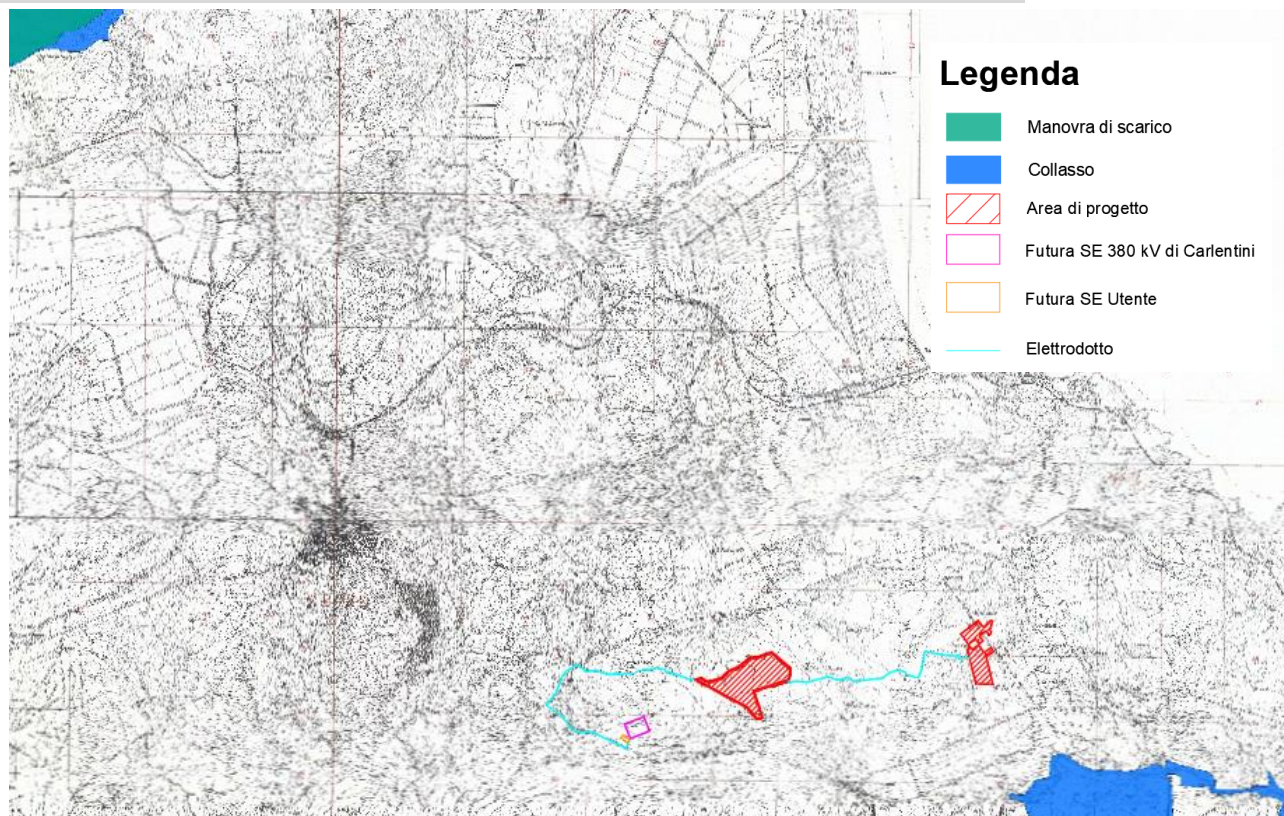 Legenda
Manovra di scarico
Collasso
Area di progetto
Futura SE 380 kV di Carlentini
Futura SE Utente
Elettrodotto